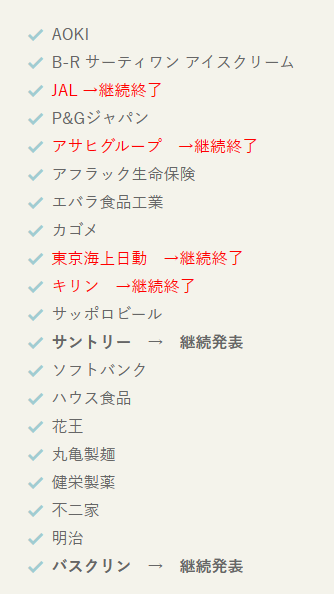 AOKI
B-R サーティワン アイスクリーム
JAL →継続終了
P&Gジャパン
アサヒグループ　→継続終了
アフラック生命保険
エバラ食品工業
カゴメ
東京海上日動　→継続終了
キリン　→継続終了
サッポロビール
サントリー　→　継続発表
ソフトバンク
ハウス食品
花王
丸亀製麺
健栄製薬
不二家
明治
バスクリン　→　継続発表